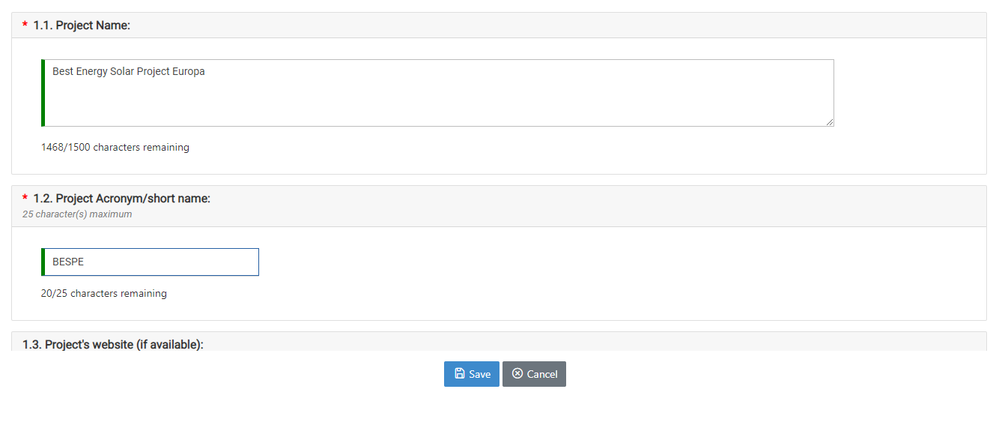 * 1.1. Project Name:
Best Energy Solar Project Europa
1468/1500 characters remaining
* 1.2. Project Acronym/short name:
25 character(s) maximum
BESPE
20/25 characters remaining
1.3. Project's website (if available):
Save Cancel